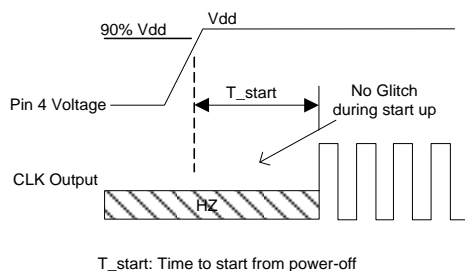 Vdd
90% Vdd
T_start
No Glitch
during start up
Pin 4 Voltage
CLK Output
HZ
T_start: Time to start from power-off